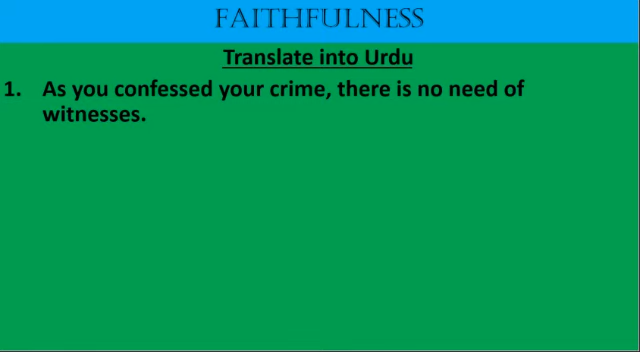 FAITHFULNESS
Translate into Urdu
1. As you confessed your crime, there is no need of
witnesses.